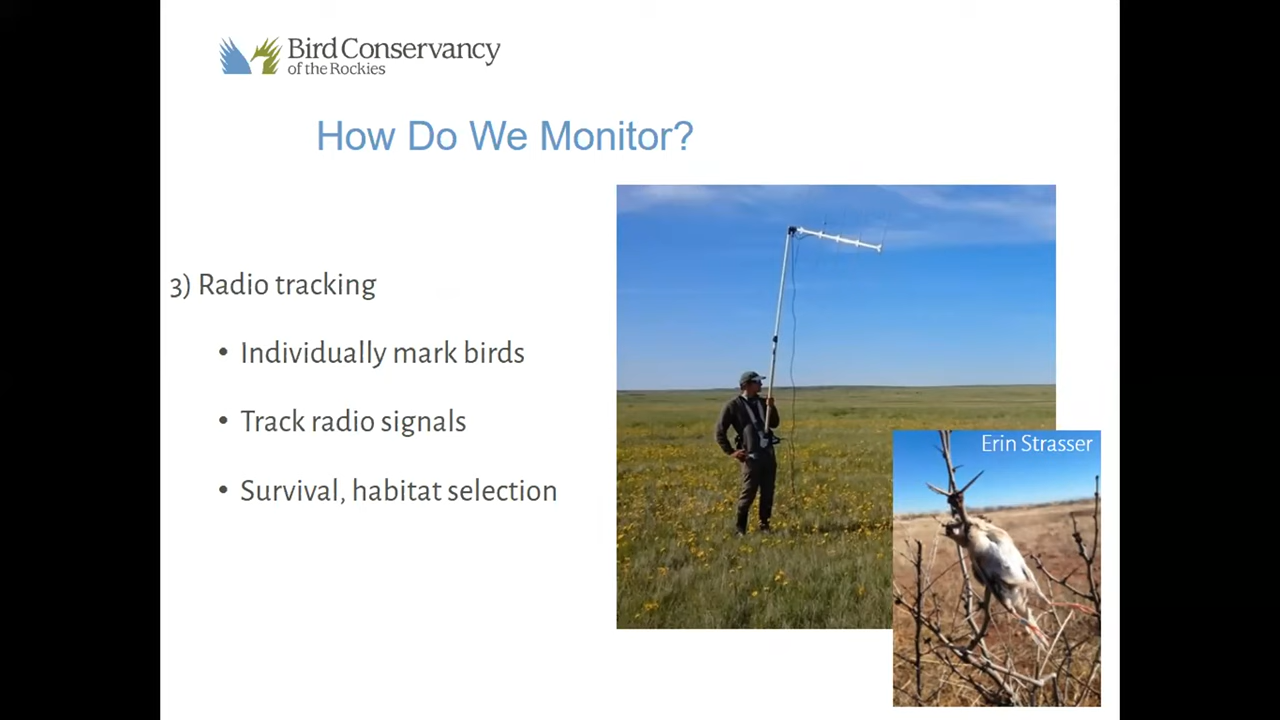 Bird Conservancy
of the Rockies
How Do We Monitor?
3) Radio tracking
• Individually mark birds
• Track radio signals
• Survival, habitat selection
Erin Strasser